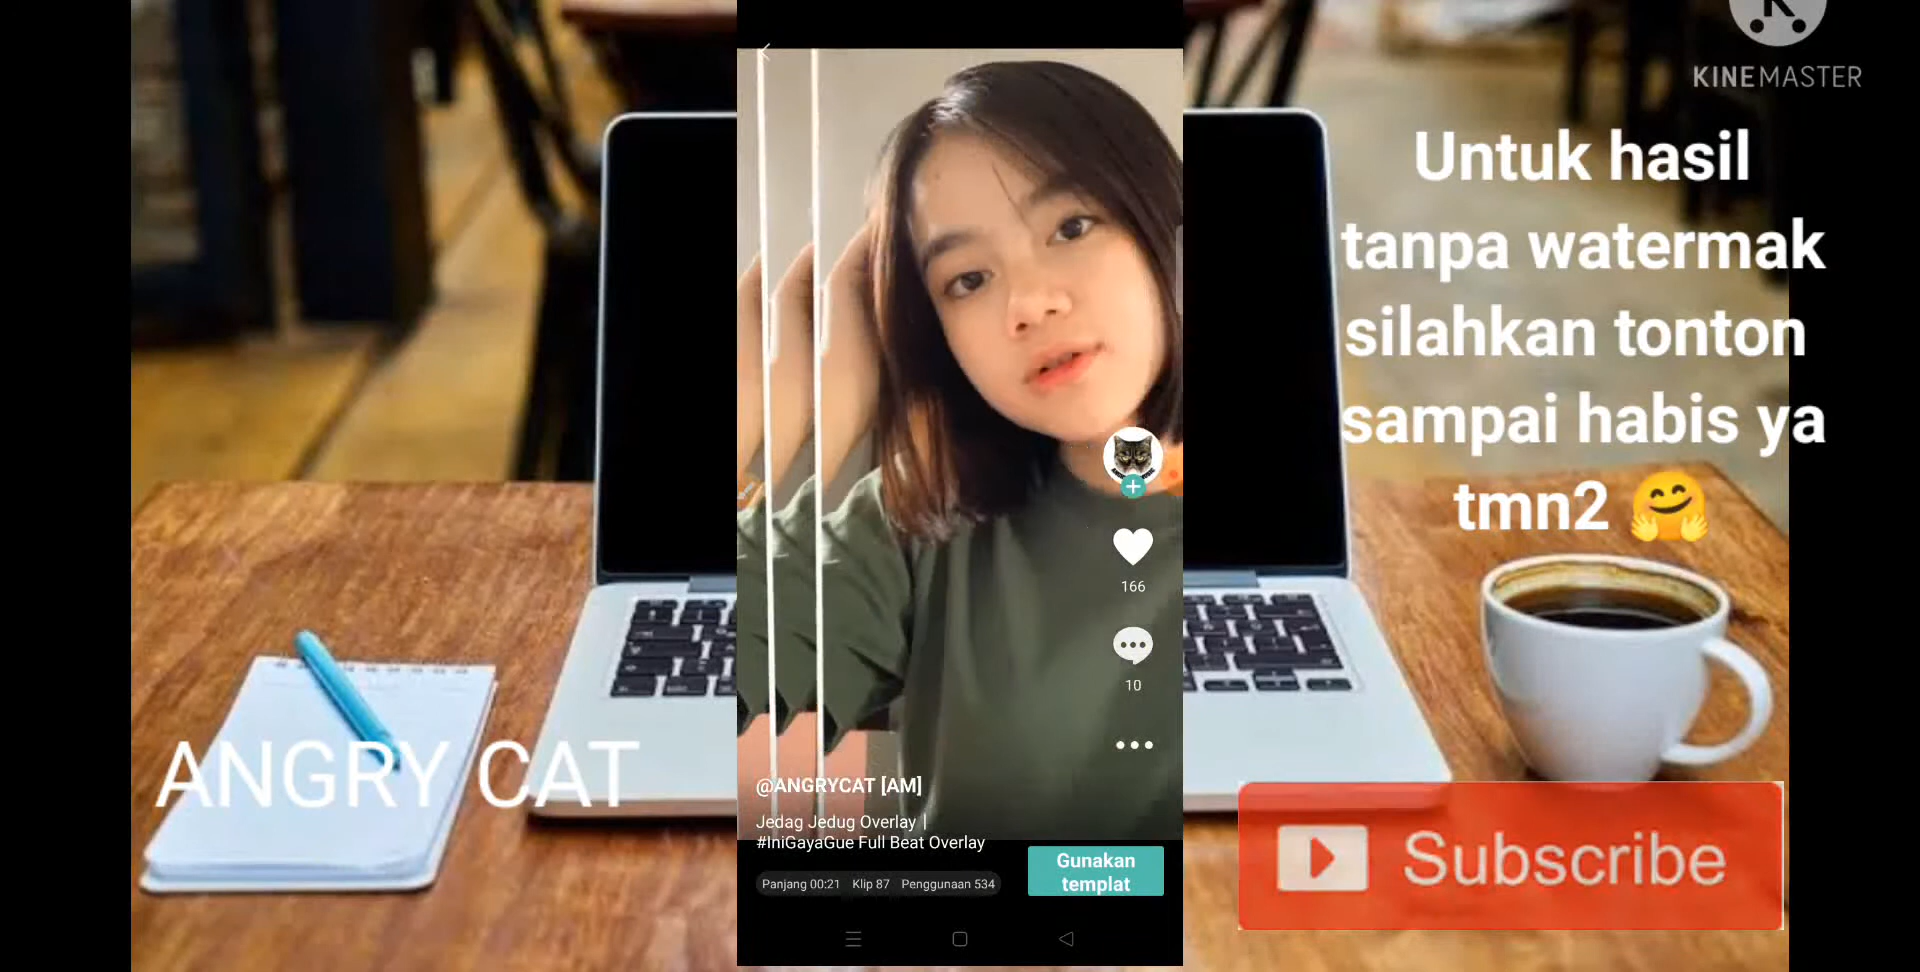 KINEMASTER
Untuk hasil
tanpa watermak
silahkan tonton
sampai habis ya
tmn2 🤗
166
10
ANGRY CAT
@ANGRYCAT [AM]
Jedag Jedug Overlay |
#IniGayaGue Full Beat Overlay
Panjang 00:21 Klip 87 Penggunaan 534
Gunakan
templat
Subscribe